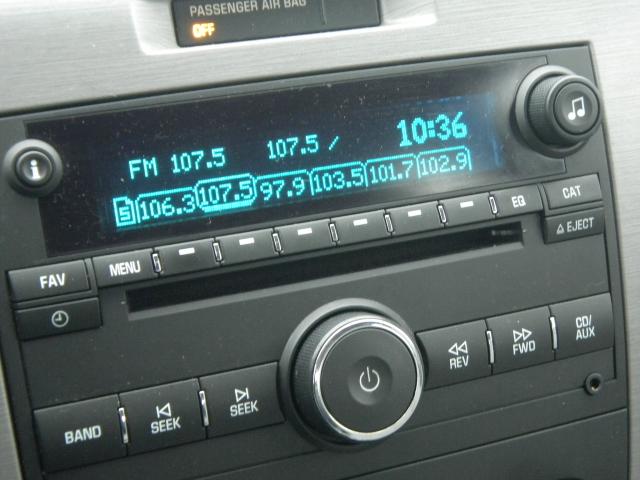 PASSENGER AIR BAG
OFF
FM 107.5 107.5 / 10:36
5 106.3 107.5 97.9 103.5 101.7 102.9
i
FAV MENU EQ CAT
EJECT
BAND SEEK SEEK REV FWD CD/
AUX